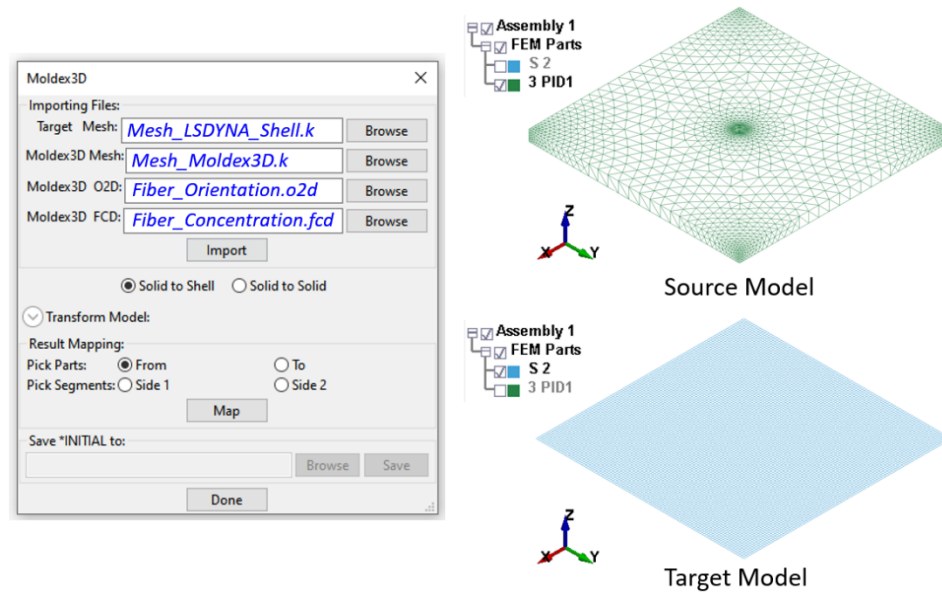 Moldex3D
Importing Files:
Target Mesh: Mesh_LSDYNA_Shell.k Browse
Moldex3D Mesh: Mesh_Moldex3D.k Browse
Moldex3D O2D: Fiber_Orientation.o2d Browse
Moldex3D FCD: Fiber_Concentration.fcd Browse
Import
Solid to Shell Solid to Solid
Transform Model:
Result Mapping:
Pick Parts: From To
Pick Segments: Side 1 Side 2
Map
Save *INITIAL to:
Browse Save
Done
Assembly 1
FEM Parts
S 2
3 PID1
Z
X Y
Source Model
Assembly 1
FEM Parts
S 2
3 PID1
Z
X Y
Target Model